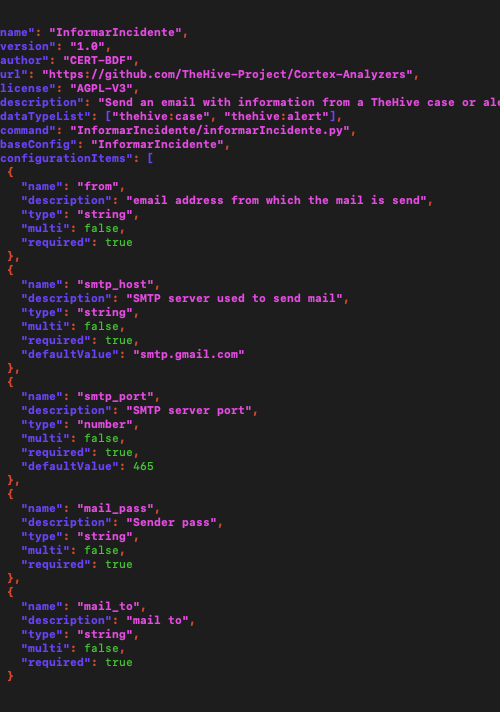 name": "InformarIncidente",
version": "1.0",
author": "CERT-BDF",
url": "https://github.com/TheHive-Project/Cortex-Analyzers",
license": "AGPL-V3",
description": "Send an email with information from a TheHive case or ale
dataTypeList": ["thehive:case", "thehive:alert"],
command": "InformarIncidente/informarIncidente.py",
baseConfig": "InformarIncidente",
configurationItems": [
{
"name": "from",
"description": "email address from which the mail is send",
"type": "string",
"multi": false,
"required": true
},
{
"name": "smtp_host",
"description": "SMTP server used to send mail",
"type": "string",
"multi": false,
"required": true,
"defaultValue": "smtp.gmail.com"
},
{
"name": "smtp_port",
"description": "SMTP server port",
"type": "number",
"multi": false,
"required": true,
"defaultValue": 465
},
{
"name": "mail_pass",
"description": "Sender pass",
"type": "string",
"multi": false,
"required": true
},
{
"name": "mail_to",
"description": "mail to",
"type": "string",
"multi": false,
"required": true
}